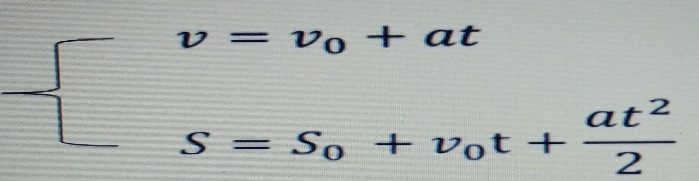 v = v₀ + at
S = S₀ + v₀t + at²/2